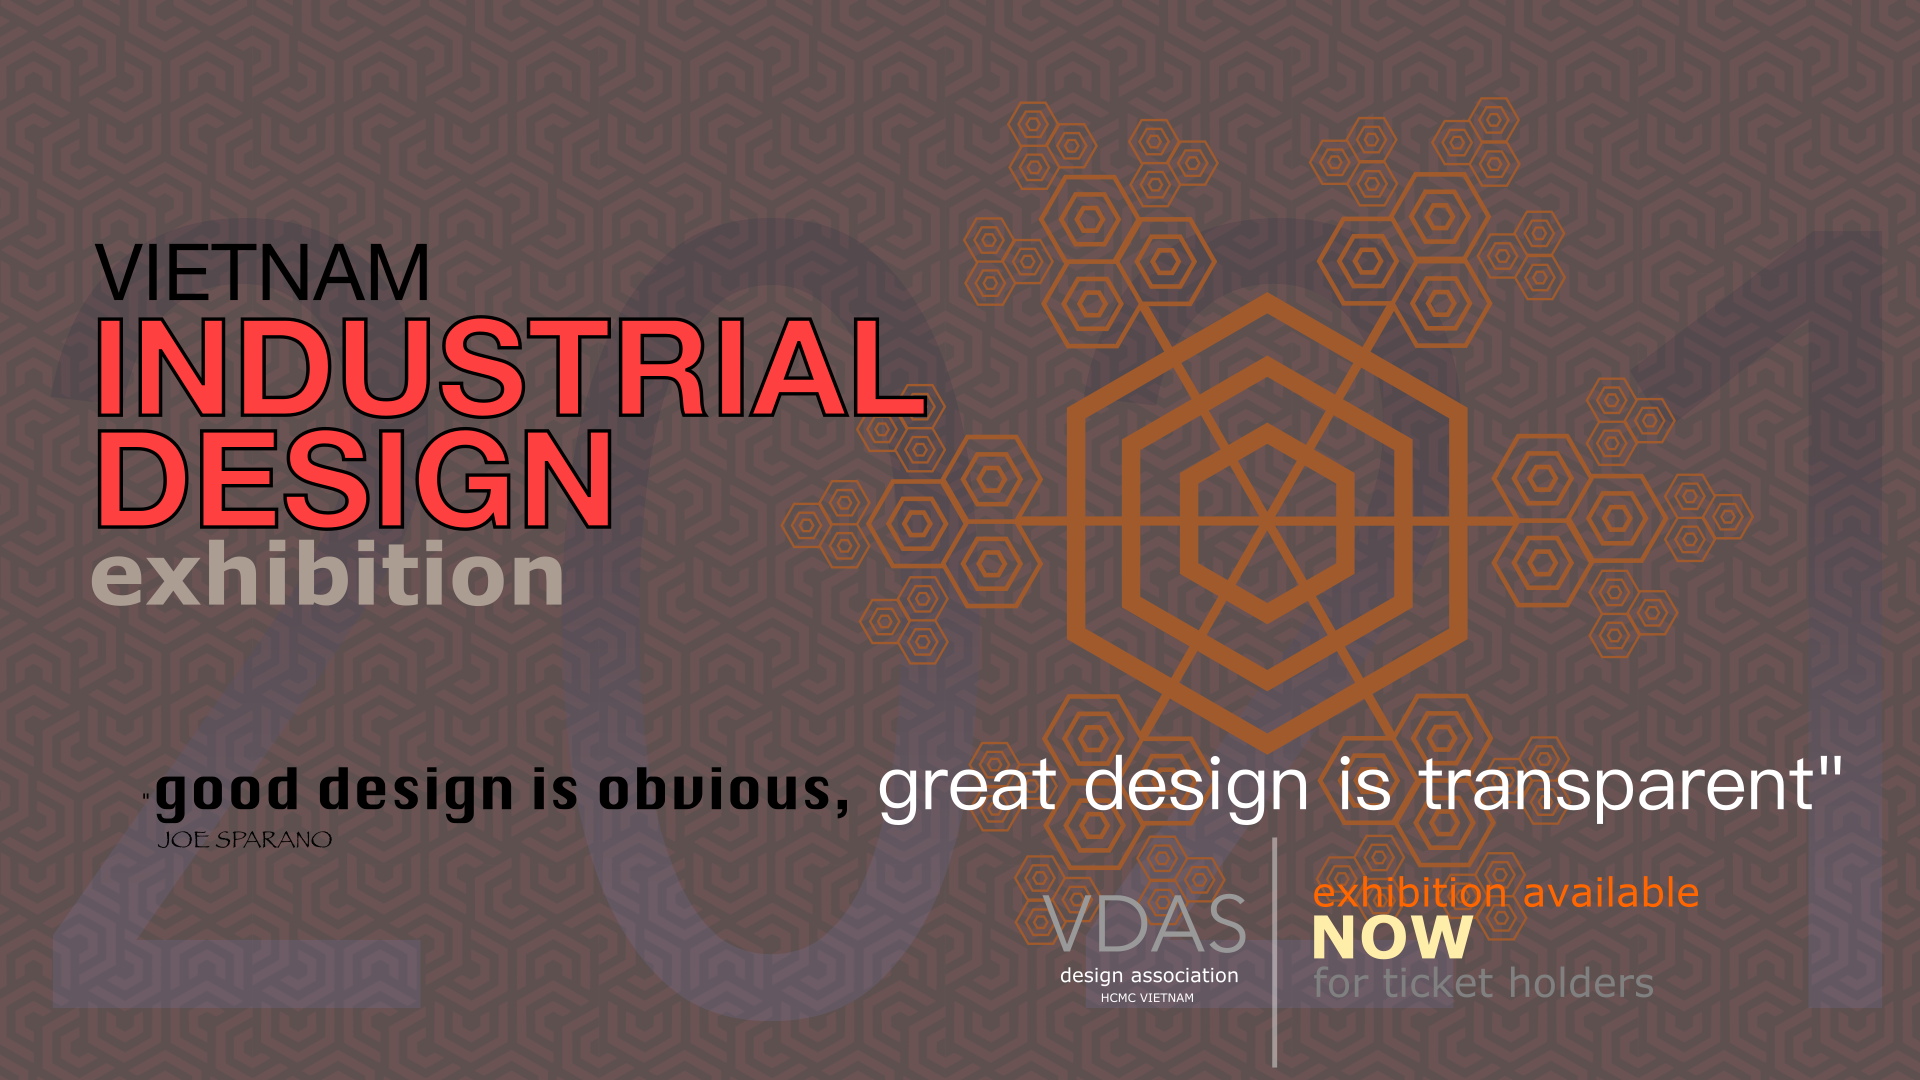 2021
VIETNAM
INDUSTRIAL
DESIGN
exhibition
"good design is obvious, great design is transparent"
JOE SPARANO
VDAS
design association
HCMC VIETNAM
exhibition available
NOW
for ticket holders